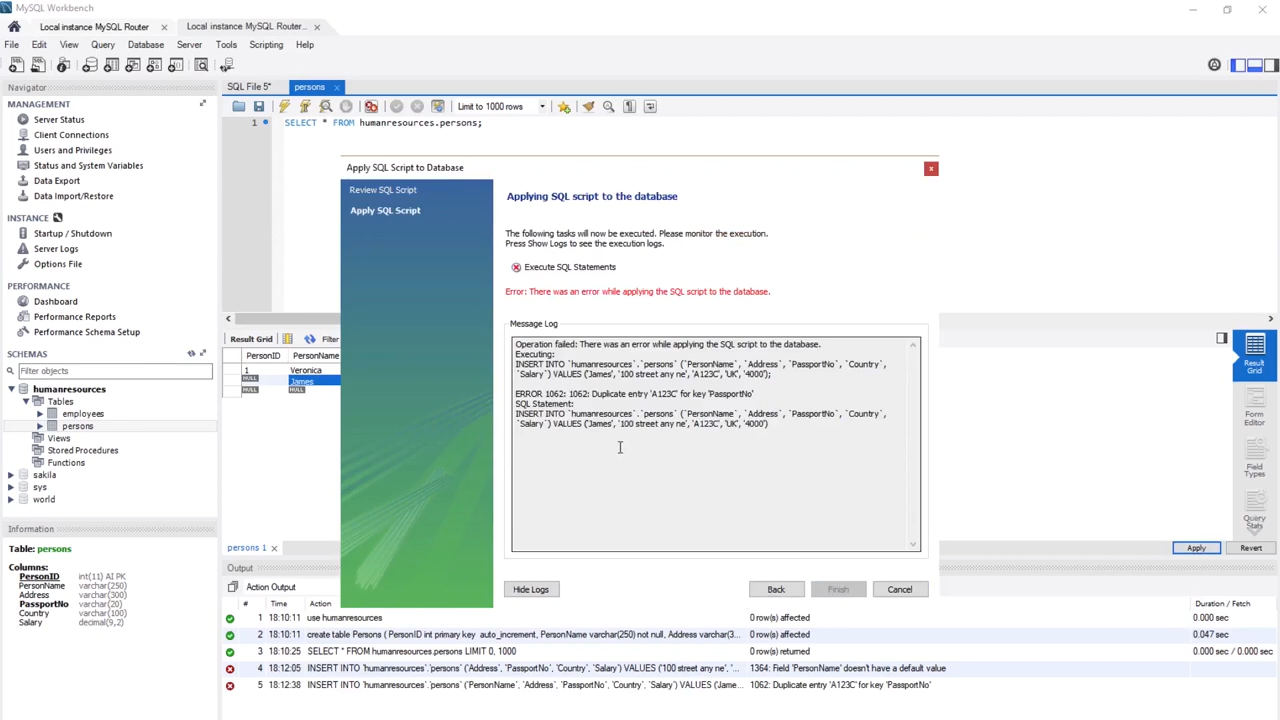 MySQL Workbench
Local instance MySQL Router
Local instance MySQL Router...
File Edit View Query Database Server Tools Scripting Help
Navigator
MANAGEMENT
Server Status
Client Connections
Users and Privileges
Status and System Variables
Data Export
Data Import/Restore
INSTANCE
Startup / Shutdown
Server Logs
Options File
PERFORMANCE
Dashboard
Performance Reports
Performance Schema Setup
SCHEMAS
Filter objects
humanresources
Tables
employees
persons
Views
Stored Procedures
Functions
sakila
sys
world
Information
Table: persons
Columns:
PersonID int(11) AI PK
PersonName varchar(250)
Address varchar(300)
PassportNo varchar(20)
Country varchar(100)
Salary decimal(9,2)
SQL File 5* persons
Limit to 1000 rows
1 SELECT * FROM humanresources.persons;
Result Grid Filter
PersonID PersonName
1 Veronica
NULL James
NULL NULL
Apply SQL Script to Database
Review SQL Script
Apply SQL Script
Applying SQL script to the database
The following tasks will now be executed. Please monitor the execution.
Press Show Logs to see the execution logs.
Execute SQL Statements
Error: There was an error while applying the SQL script to the database.
Message Log
Operation failed: There was an error while applying the SQL script to the database.
Executing:
INSERT INTO `humanresources`.`persons` (`PersonName`, `Address`, `PassportNo`, `Country`,
`Salary`) VALUES ('James', '100 street any ne', 'A123C', 'UK', '4000');
ERROR 1062: 1062: Duplicate entry 'A123C' for key 'PassportNo'
SQL Statement:
INSERT INTO `humanresources`.`persons` (`PersonName`, `Address`, `PassportNo`, `Country`,
`Salary`) VALUES ('James', '100 street any ne', 'A123C', 'UK', '4000')
Hide Logs Back Finish Cancel
Result
Grid
Form
Editor
Field
Types
Query
Stats
persons 1 Apply Revert
Output
Action Output
# Time Action Duration / Fetch
1 18:10:11 use humanresources 0 row(s) affected 0.000 sec
2 18:10:11 create table Persons ( PersonID int primary key auto_increment, PersonName varchar(250) not null, Address varchar(3... 0 row(s) affected 0.047 sec
3 18:10:25 SELECT * FROM humanresources.persons LIMIT 0, 1000 0 row(s) returned 0.000 sec / 0.000 sec
4 18:12:05 INSERT INTO `humanresources`.`persons` (`Address`, `PassportNo`, `Country`, `Salary`) VALUES ('100 street any ne', '... 1364: Field 'PersonName' doesn't have a default value
5 18:12:38 INSERT INTO `humanresources`.`persons` (`PersonName`, `Address`, `PassportNo`, `Country`, `Salary`) VALUES ('Jame... 1062: Duplicate entry 'A123C' for key 'PassportNo'